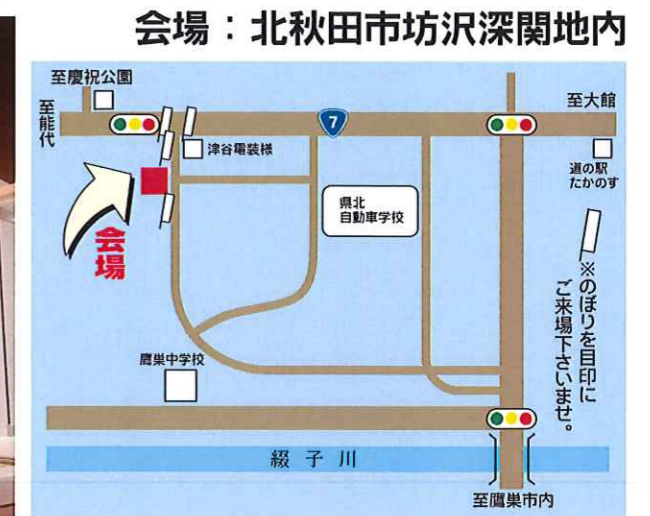 会場：北秋田市坊沢深関地内
至慶祝公園
至能代
7
至大館
津谷電装様
道の駅
たかのす
県北
自動車学校
会場
※のぼりを目印に
ご来場下さいませ。
鷹巣中学校
綴子川
至鷹巣市内